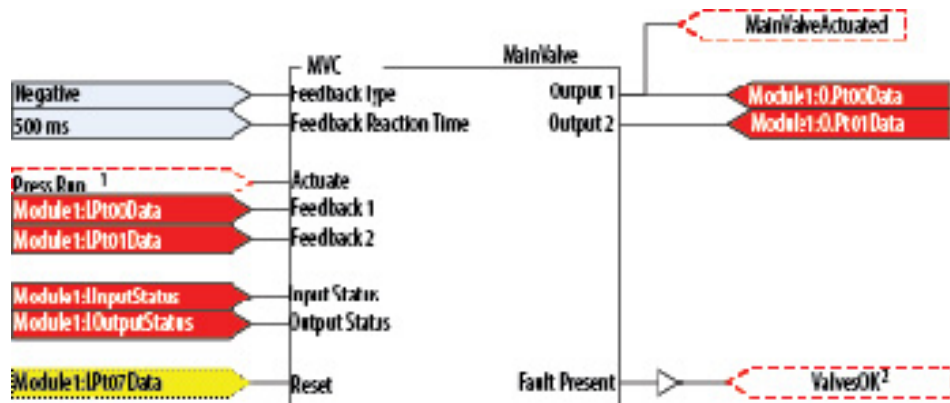 MainValveActuated
MVC
MainValve
Negative
Feedback Type
Output 1
Module1:O.Pt00Data
500 ms
Feedback Reaction Time
Output 2
Module1:O.Pt01Data
Press Run 1
Actuate
Module1:I.Pt00Data
Feedback 1
Module1:I.Pt01Data
Feedback 2
Module1:I.InputStatus
Input Status
Module1:I.OutputStatus
Output Status
Module1:I.Pt07Data
Reset
Fault Present
ValvesOK2